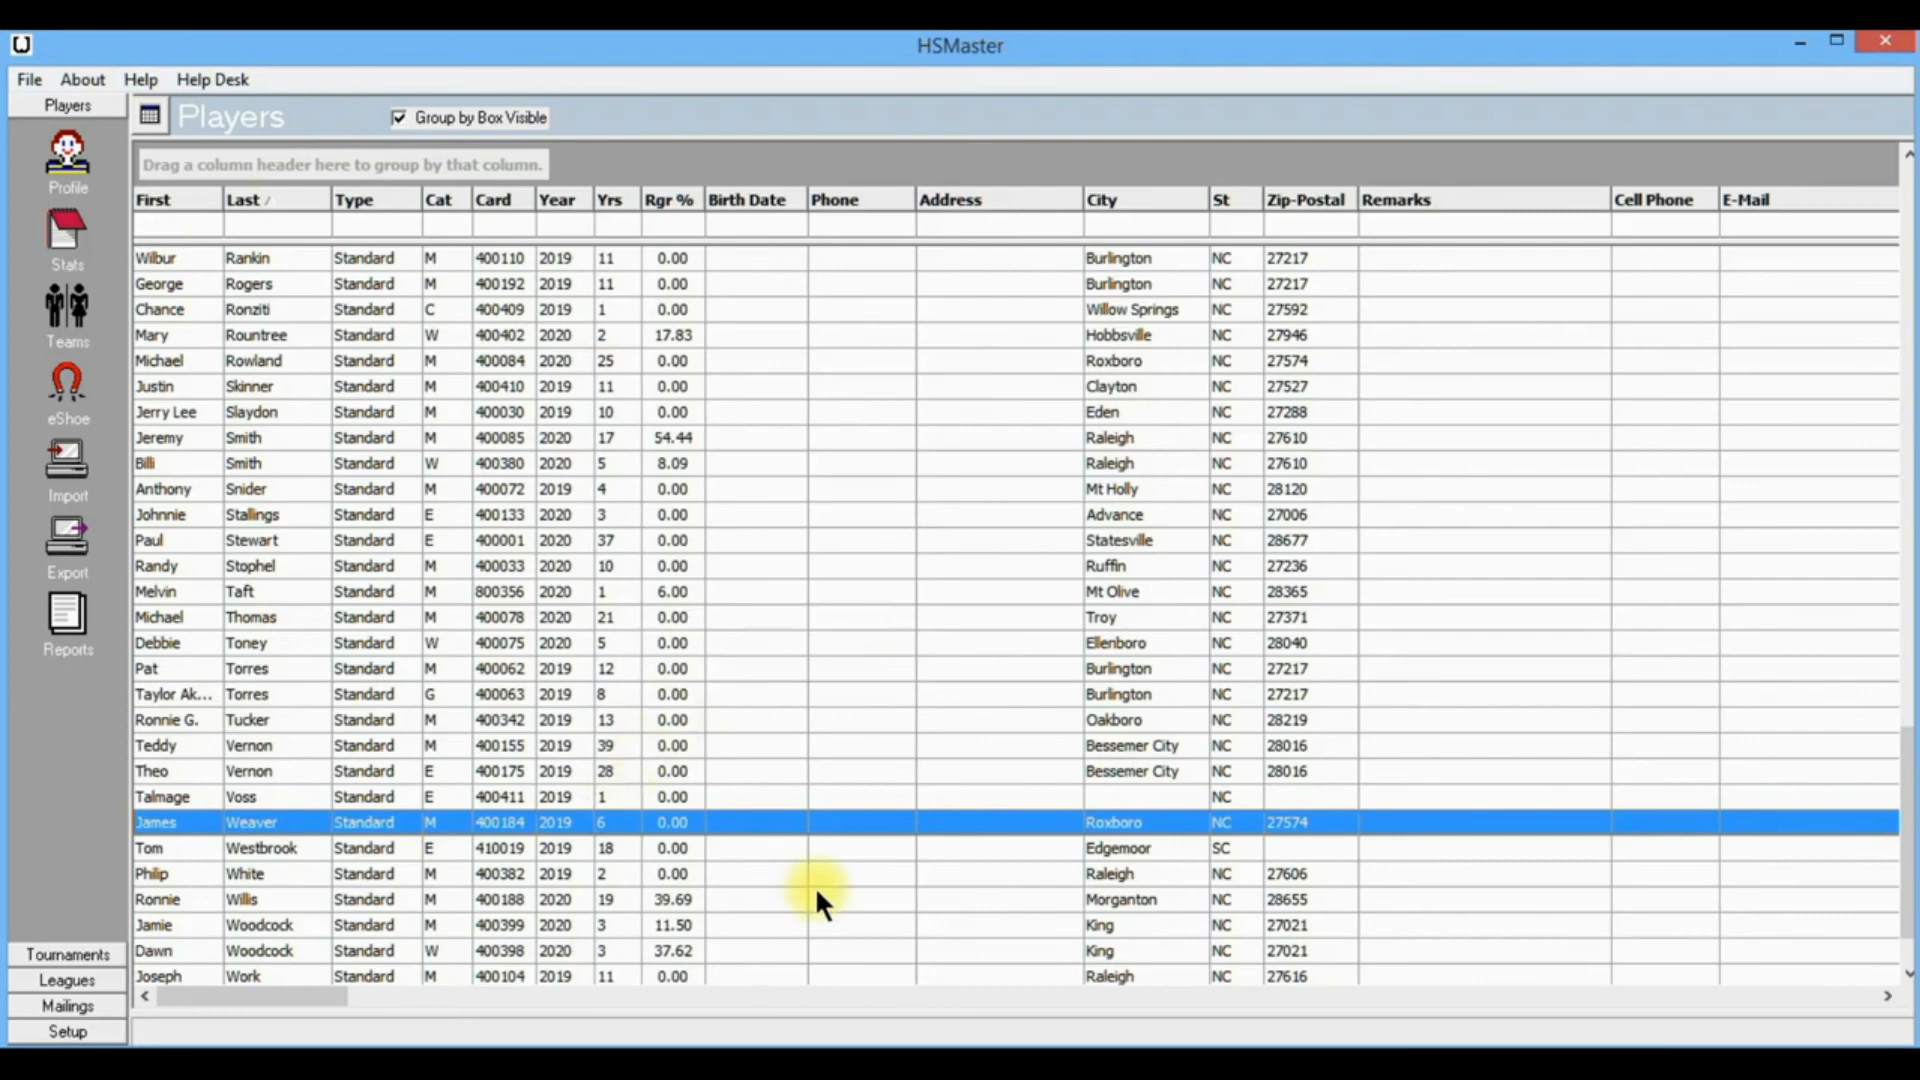 HSMaster
File About Help Help Desk
Players
Players
Group by Box Visible
Profile
Stats
Teams
eShoe
Import
Export
Reports
Tournaments
Leagues
Mailings
Setup
Drag a column header here to group by that column.
First Last Type Cat Card Year Yrs Rgr % Birth Date Phone Address City St Zip-Postal Remarks Cell Phone E-Mail
Wilbur Rankin Standard M 400110 2019 11 0.00 Burlington NC 27217
George Rogers Standard M 400192 2019 11 0.00 Burlington NC 27217
Chance Ronziti Standard C 400409 2019 1 0.00 Willow Springs NC 27592
Mary Rountree Standard W 400402 2020 2 17.83 Hobbsville NC 27946
Michael Rowland Standard M 400084 2020 25 0.00 Roxboro NC 27574
Justin Skinner Standard M 400410 2019 11 0.00 Clayton NC 27527
Jerry Lee Slaydon Standard M 400030 2019 10 0.00 Eden NC 27288
Jeremy Smith Standard M 400085 2020 17 54.44 Raleigh NC 27610
Billi Smith Standard W 400380 2020 5 8.09 Raleigh NC 27610
Anthony Snider Standard M 400072 2019 4 0.00 Mt Holly NC 28120
Johnnie Stallings Standard E 400133 2020 3 0.00 Advance NC 27006
Paul Stewart Standard E 400001 2020 37 0.00 Statesville NC 28677
Randy Stophel Standard M 400033 2020 10 0.00 Ruffin NC 27236
Melvin Taft Standard M 800356 2020 1 6.00 Mt Olive NC 28365
Michael Thomas Standard M 400078 2020 21 0.00 Troy NC 27371
Debbie Toney Standard W 400075 2020 5 0.00 Ellenboro NC 28040
Pat Torres Standard M 400062 2019 12 0.00 Burlington NC 27217
Taylor Ak... Torres Standard G 400063 2019 8 0.00 Burlington NC 27217
Ronnie G. Tucker Standard M 400342 2019 13 0.00 Oakboro NC 28219
Teddy Vernon Standard M 400155 2019 39 0.00 Bessemer City NC 28016
Theo Vernon Standard E 400175 2019 28 0.00 Bessemer City NC 28016
Talmage Voss Standard E 400411 2019 1 0.00 NC
James Weaver Standard M 400184 2019 6 0.00 Roxboro NC 27574
Tom Westbrook Standard E 410019 2019 18 0.00 Edgemoor SC
Philip White Standard M 400382 2019 2 0.00 Raleigh NC 27606
Ronnie Willis Standard M 400188 2020 19 39.69 Morganton NC 28655
Jamie Woodcock Standard M 400399 2020 3 11.50 King NC 27021
Dawn Woodcock Standard W 400398 2020 3 37.62 King NC 27021
Joseph Work Standard M 400104 2019 11 0.00 Raleigh NC 27616